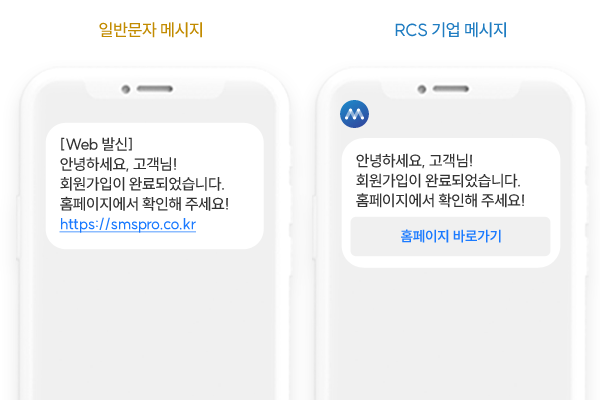 일반문자 메시지
[Web 발신]
안녕하세요, 고객님!
회원가입이 완료되었습니다.
홈페이지에서 확인해 주세요!
https://smspro.co.kr
RCS 기업 메시지
안녕하세요, 고객님!
회원가입이 완료되었습니다.
홈페이지에서 확인해 주세요!
홈페이지 바로가기